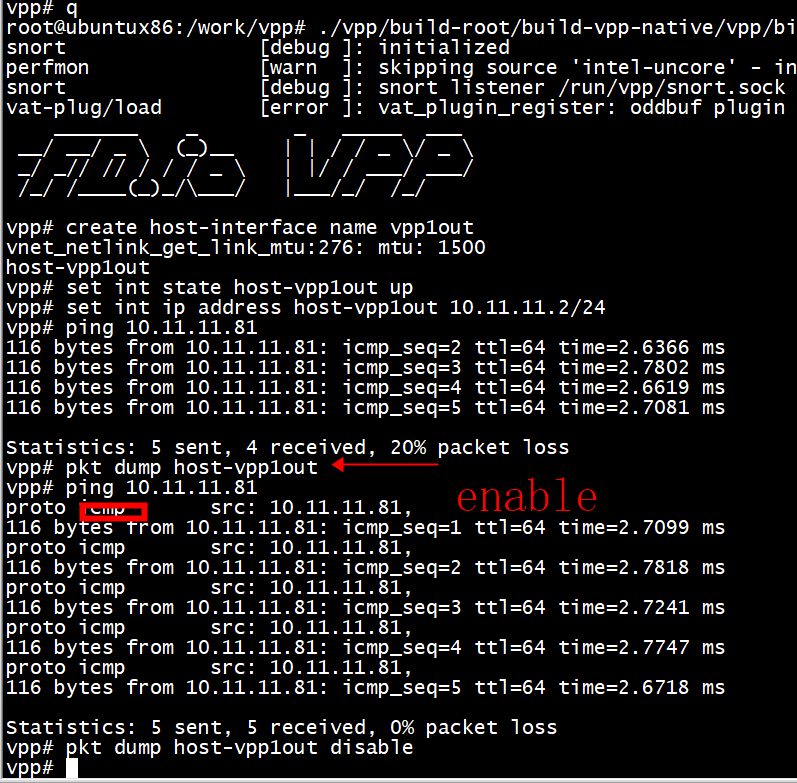 vpp# q
root@ubuntux86:/work/vpp# ./vpp/build-root/build-vpp-native/vpp/bi
snort [debug ]: initialized
perfmon [warn ]: skipping source 'intel-uncore' - in
snort [debug ]: snort listener /run/vpp/snort.sock
vat-plug/load [error ]: vat_plugin_register: oddbuf plugin
FD.io VPP
vpp# create host-interface name vpp1out
vnet_netlink_get_link_mtu:276: mtu: 1500
host-vpp1out
vpp# set int state host-vpp1out up
vpp# set int ip address host-vpp1out 10.11.11.2/24
vpp# ping 10.11.11.81
116 bytes from 10.11.11.81: icmp_seq=2 ttl=64 time=2.6366 ms
116 bytes from 10.11.11.81: icmp_seq=3 ttl=64 time=2.7802 ms
116 bytes from 10.11.11.81: icmp_seq=4 ttl=64 time=2.6619 ms
116 bytes from 10.11.11.81: icmp_seq=5 ttl=64 time=2.7081 ms
Statistics: 5 sent, 4 received, 20% packet loss
vpp# pkt dump host-vpp1out
vpp# ping 10.11.11.81
enable
proto icmp src: 10.11.11.81,
116 bytes from 10.11.11.81: icmp_seq=1 ttl=64 time=2.7099 ms
proto icmp src: 10.11.11.81,
116 bytes from 10.11.11.81: icmp_seq=2 ttl=64 time=2.7818 ms
proto icmp src: 10.11.11.81,
116 bytes from 10.11.11.81: icmp_seq=3 ttl=64 time=2.7241 ms
proto icmp src: 10.11.11.81,
116 bytes from 10.11.11.81: icmp_seq=4 ttl=64 time=2.7747 ms
proto icmp src: 10.11.11.81,
116 bytes from 10.11.11.81: icmp_seq=5 ttl=64 time=2.6718 ms
Statistics: 5 sent, 5 received, 0% packet loss
vpp# pkt dump host-vpp1out disable
vpp#